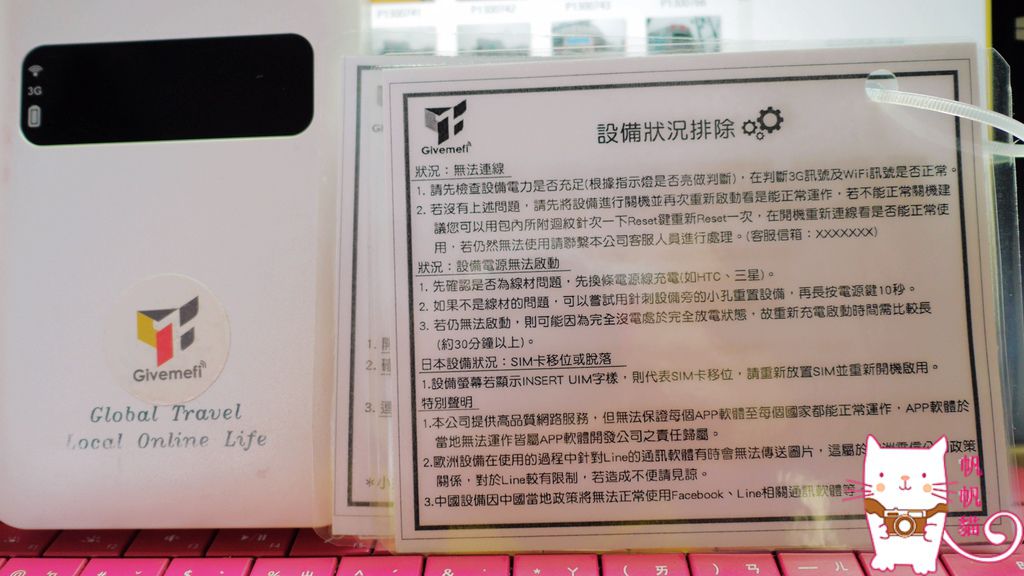 P1300741 P1300742 P1300743 P1300766
3G
Givemefi
Global Travel
Local Online Life
Givemefi
設備狀況排除
狀況：無法連線
1. 請先檢查設備電力是否充足(根據指示燈是否亮做判斷)，在判斷3G訊號及WiFi訊號是否正常。
2. 若沒有上述問題，請先將設備進行關機並再次重新啟動看是能正常運作，若不能正常關機建
議您可以用包內所附迴紋針次一下Reset鍵重新Reset一次，在開機重新連線看是否能正常使
用，若仍然無法使用請聯繫本公司客服人員進行處理。(客服信箱：XXXXXXX)
狀況：設備電源無法啟動
1. 先確認是否為線材問題，先換條電源線充電(如HTC、三星)。
2. 如果不是線材的問題，可以嘗試用針刺設備旁的小孔重置設備，再長按電源鍵10秒。
3. 若仍無法啟動，則可能因為完全沒電處於完全放電狀態，故重新充電啟動時間需比較長
(約30分鐘以上)。
日本設備狀況：SIM卡移位或脫落
1.設備螢幕若顯示INSERT UIM字樣，則代表SIM卡移位，請重新放置SIM並重新開機啟用。
特別聲明
1.本公司提供高品質網路服務，但無法保證每個APP軟體至每個國家都能正常運作，APP軟體於
當地無法運作皆屬APP軟體開發公司之責任歸屬。
2.歐洲設備在使用的過程中針對Line的通訊軟體有時會無法傳送圖片，這屬於 政策
關係，對於Line較有限制，若造成不便請見諒。
3.中國設備因中國當地政策將無法正常使用Facebook、Line相關通訊軟體等
帆帆貓